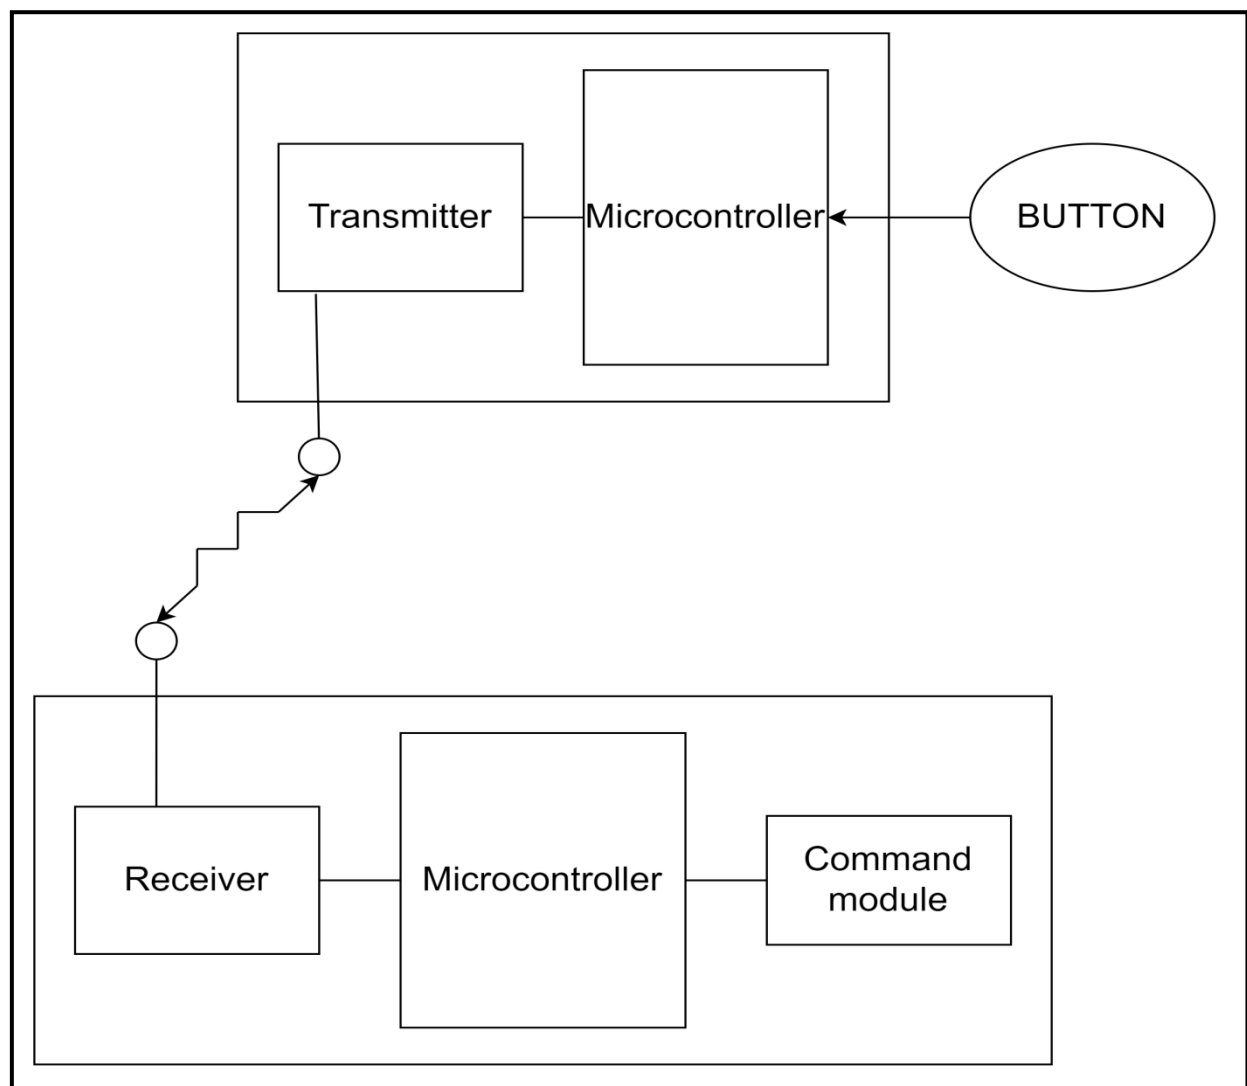 Transmitter
Microcontroller
BUTTON
Receiver
Microcontroller
Command
module